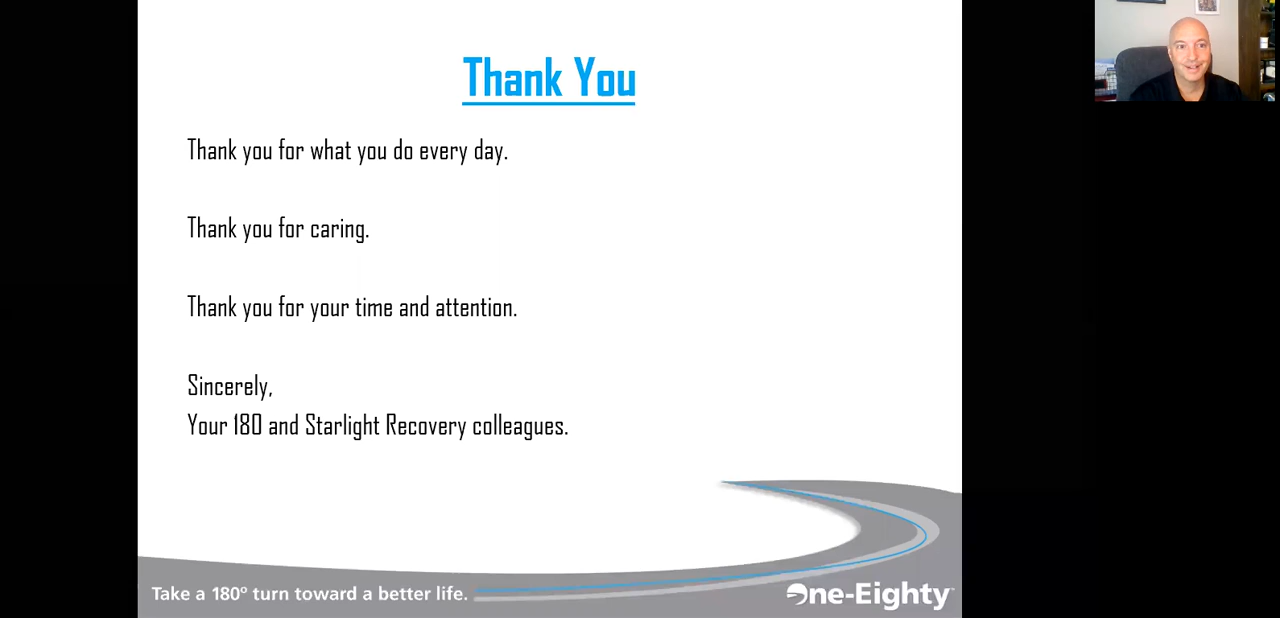 Thank You
Thank you for what you do every day.
Thank you for caring.
Thank you for your time and attention.
Sincerely,
Your 180 and Starlight Recovery colleagues.
Take a 180° turn toward a better life.
One-Eighty